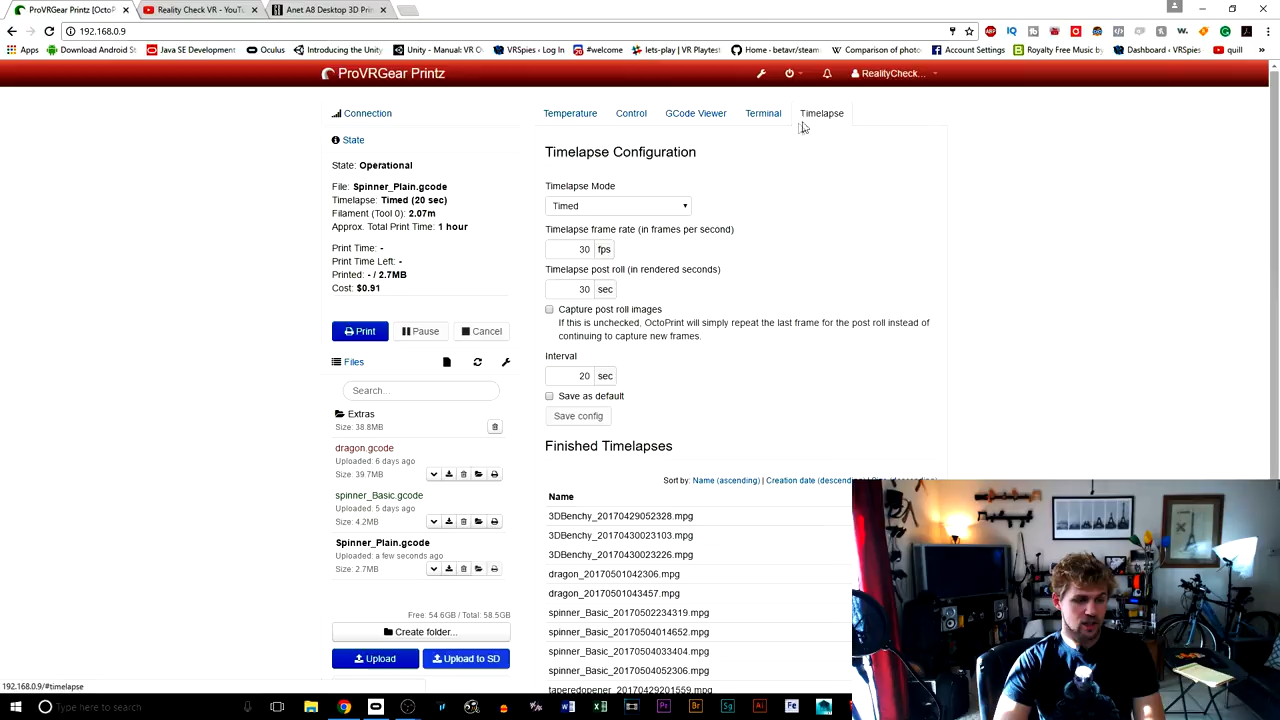 ProVRGear Printz [OctoP
Reality Check VR - YouT
Anet A8 Desktop 3D Prin
192.168.0.9
Apps
Download Android St
Java SE Development
Oculus
Introducing the Unity
Unity - Manual: VR O
VRSpies ‹ Log In
#welcome
lets-play | VR Playtest
Home · betavr/stream
Comparison of photo
Account Settings
Royalty Free Music by
Dashboard ‹ VRSpies
quill
ProVRGear Printz
RealityCheck...
Connection
State
State: Operational
File: Spinner_Plain.gcode
Timelapse: Timed (20 sec)
Filament (Tool 0): 2.07m
Approx. Total Print Time: 1 hour
Print Time: -
Print Time Left: -
Printed: - / 2.7MB
Cost: $0.91
Print
Pause
Cancel
Files
Search...
Extras
Size: 38.8MB
dragon.gcode
Uploaded: 6 days ago
Size: 39.7MB
spinner_Basic.gcode
Uploaded: 5 days ago
Size: 4.2MB
Spinner_Plain.gcode
Uploaded: a few seconds ago
Size: 2.7MB
Free: 54.6GB / Total: 58.5GB
Create folder...
Upload
Upload to SD
Temperature
Control
GCode Viewer
Terminal
Timelapse
Timelapse Configuration
Timelapse Mode
Timed
Timelapse frame rate (in frames per second)
30 fps
Timelapse post roll (in rendered seconds)
30 sec
Capture post roll images
If this is unchecked, OctoPrint will simply repeat the last frame for the post roll instead of
continuing to capture new frames.
Interval
20 sec
Save as default
Save config
Finished Timelapses
Sort by: Name (ascending) | Creation date (descending)
Name
3DBenchy_20170429052328.mpg
3DBenchy_20170430023103.mpg
3DBenchy_20170430023226.mpg
dragon_20170501042306.mpg
dragon_20170501043457.mpg
spinner_Basic_20170502234319.mpg
spinner_Basic_20170504014652.mpg
spinner_Basic_20170504033404.mpg
spinner_Basic_20170504052306.mpg
taperedopener_20170429201559.mpg
192.168.0.9/#timelapse
Type here to search